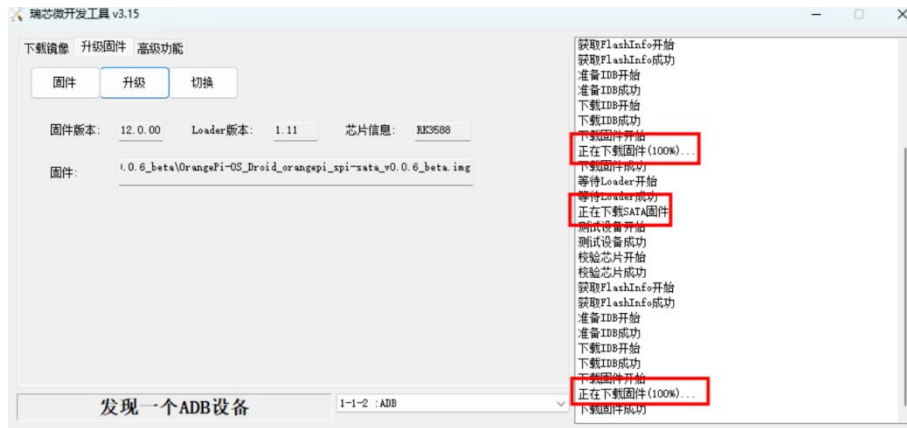 瑞芯微开发工具 v3.15
下载镜像 升级固件 高级功能
固件 升级 切换
固件版本: 12.0.00 Loader版本: 1.11 芯片信息: RK3588
固件: .0.6_beta\OrangePi-OS_Droid_orangepi_spi-sata_v0.0.6_beta.img
发现一个ADB设备
1-1-2 :ADB
获取FlashInfo开始
获取FlashInfo成功
准备IDB开始
准备IDB成功
下载IDB开始
下载IDB成功
下载固件开始
正在下载固件(100%)...
下载固件成功
等待Loader开始
等待Loader成功
正在下载SATA固件
测试设备开始
测试设备成功
校验芯片开始
校验芯片成功
获取FlashInfo开始
获取FlashInfo成功
准备IDB开始
准备IDB成功
下载IDB开始
下载IDB成功
下载固件开始
正在下载固件(100%)...
下载固件成功